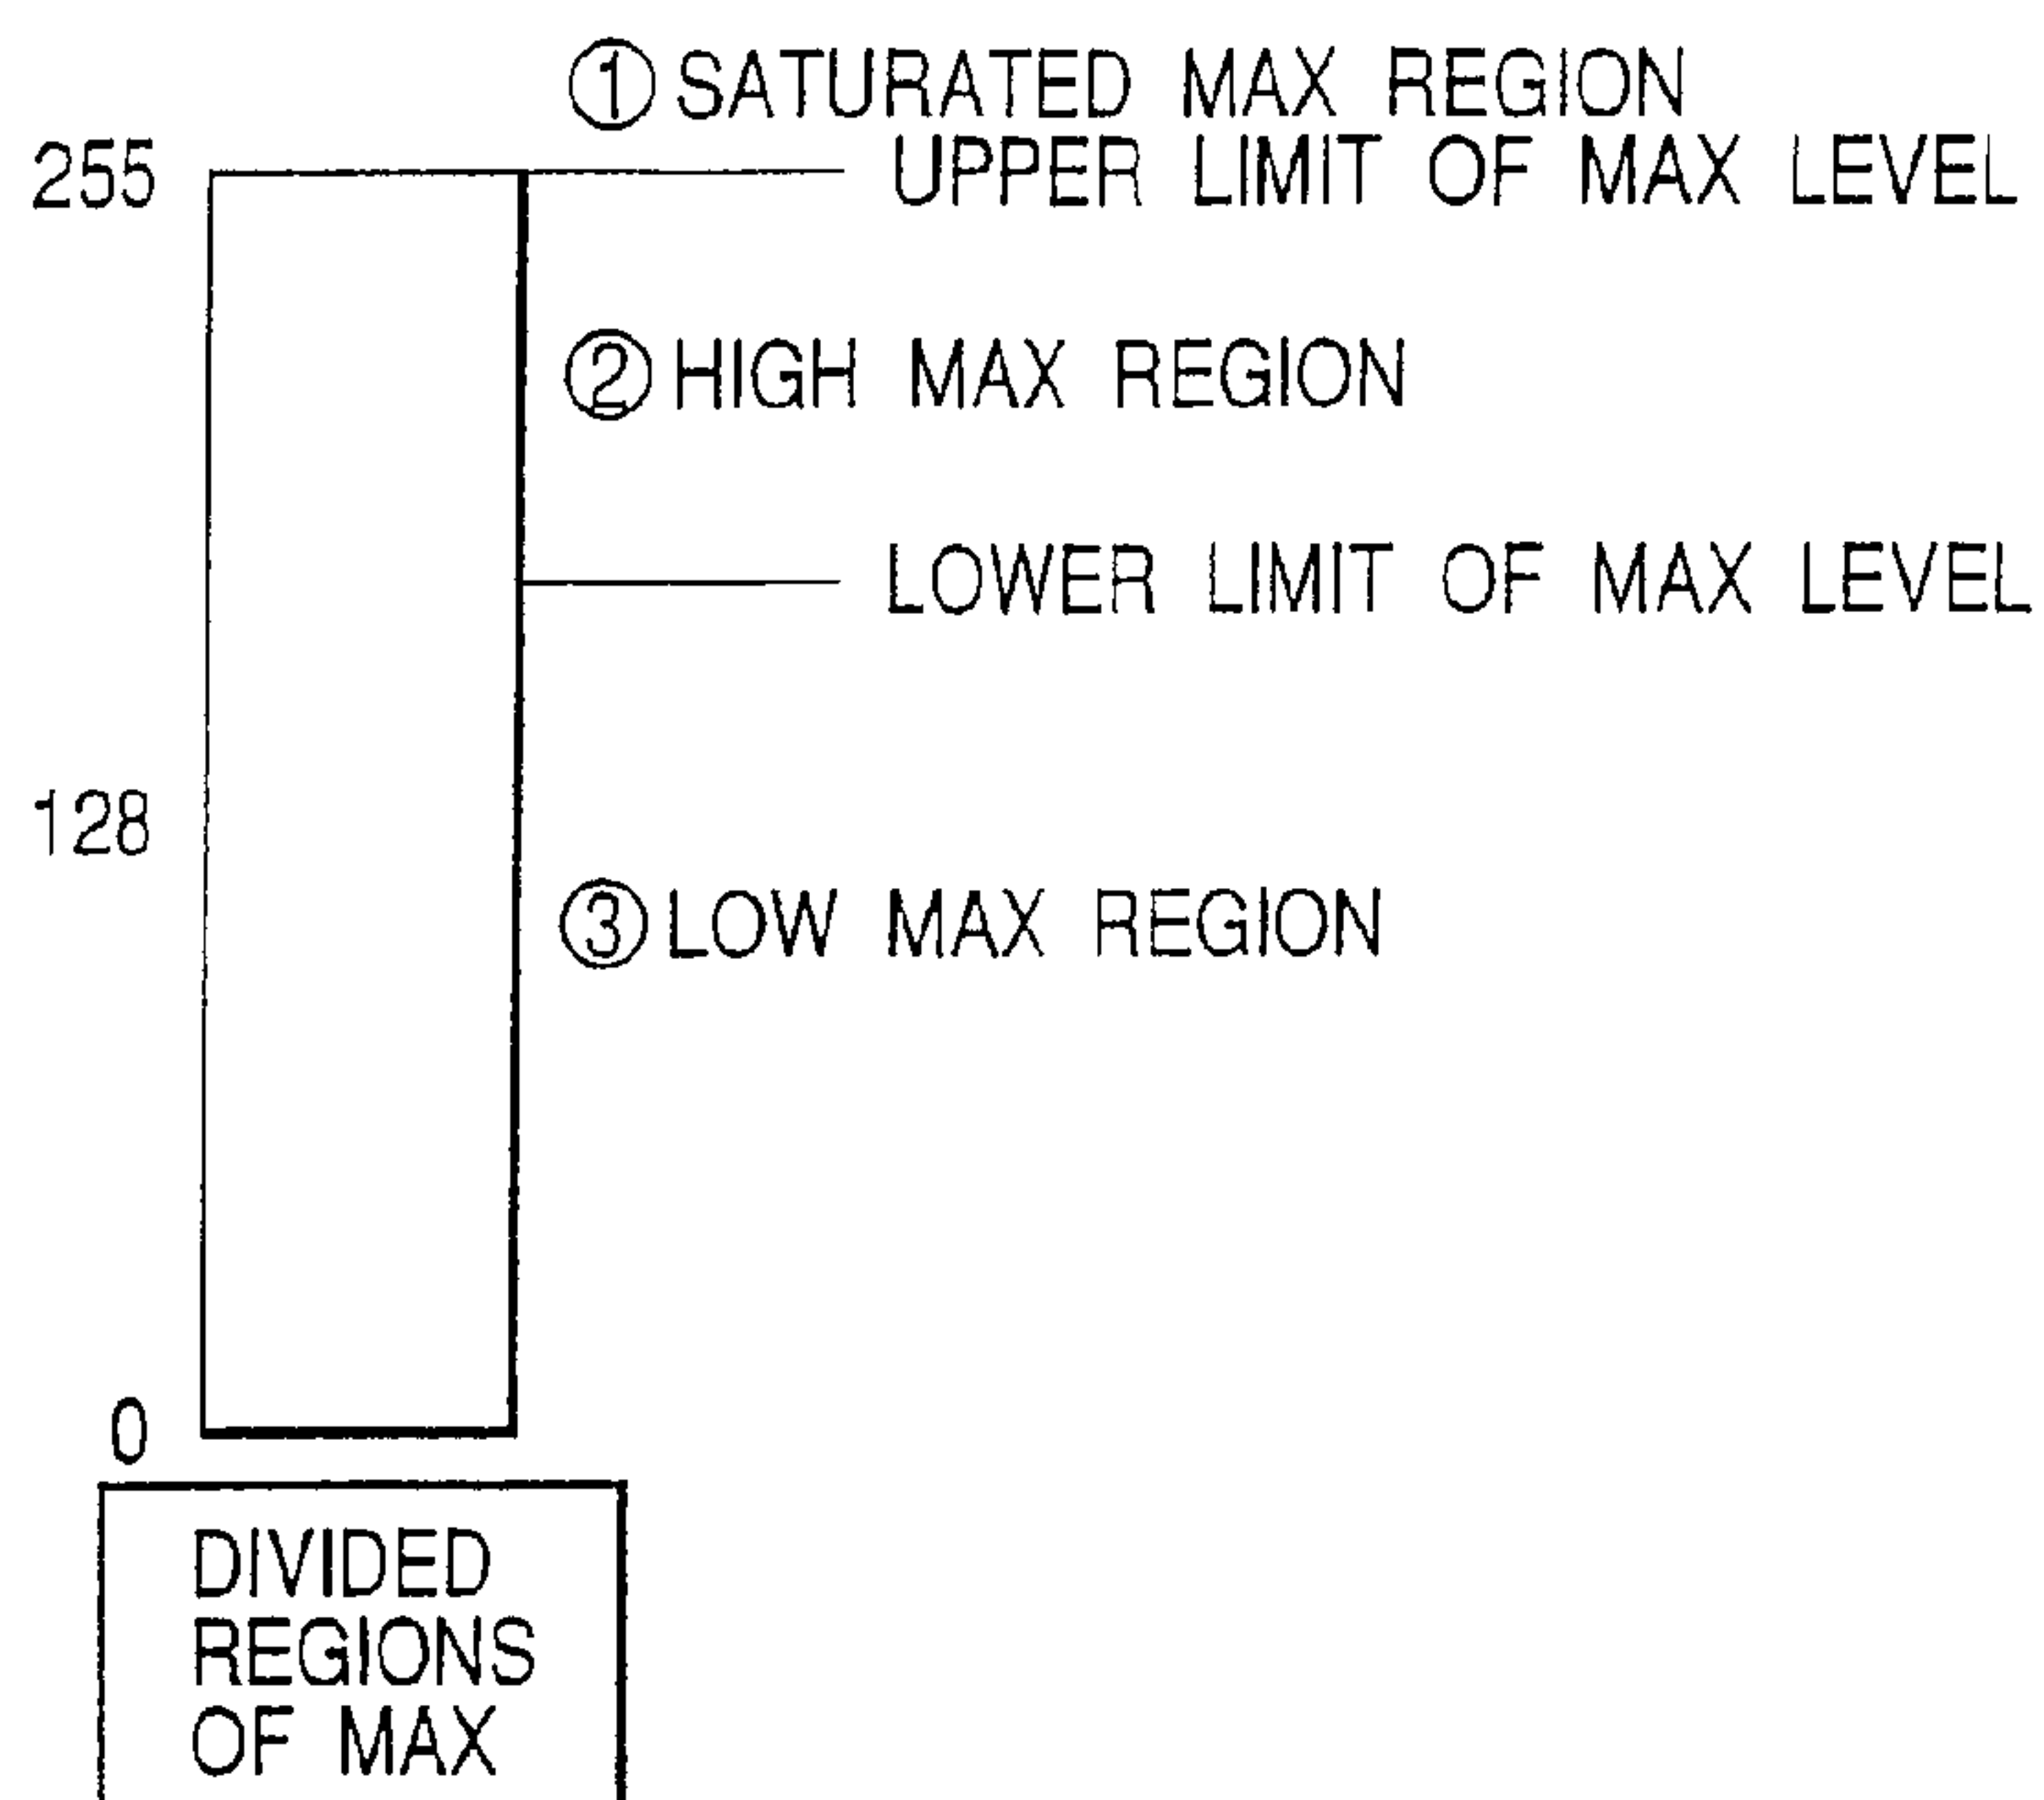 ① SATURATED MAX REGION
255 UPPER LIMIT OF MAX LEVEL
② HIGH MAX REGION
LOWER LIMIT OF MAX LEVEL
128
③ LOW MAX REGION
0
DIVIDED
REGIONS
OF MAX